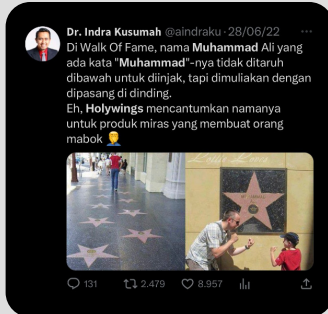 Dr. Indra Kusumah @aindraku · 28/06/22 ...
Di Walk Of Fame, nama Muhammad Ali yang
ada kata "Muhammad"-nya tidak ditaruh
dibawah untuk diinjak, tapi dimuliakan dengan
dipasang di dinding.
Eh, Holywings mencantumkan namanya
untuk produk miras yang membuat orang
mabok 🤦‍♂️
131 2.479 8.957